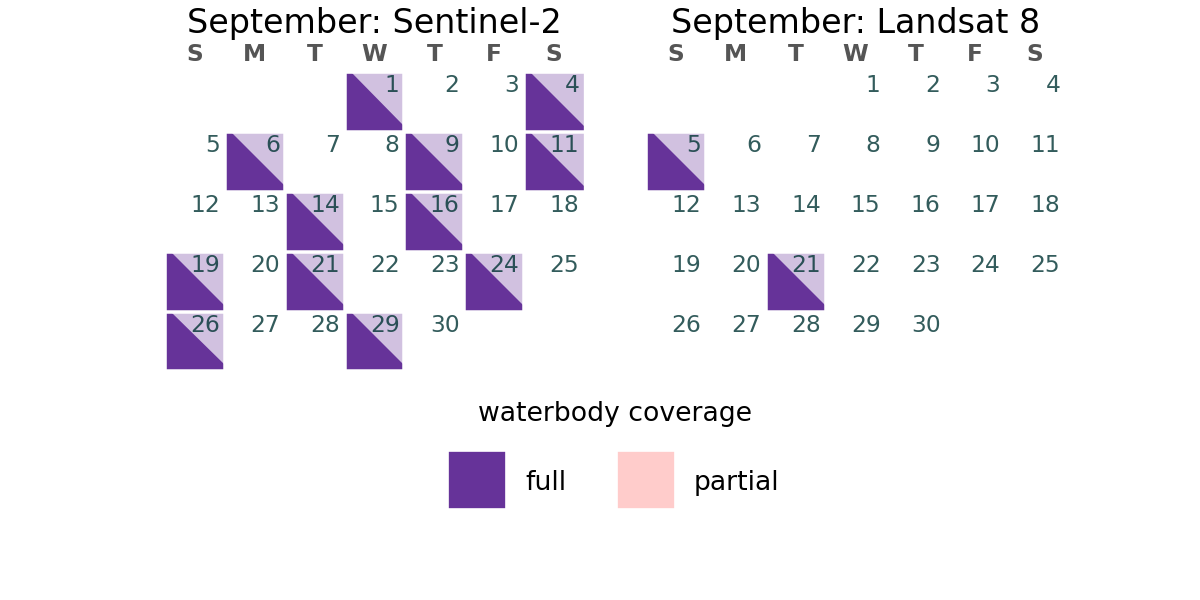 September: Sentinel-2
S M T W T F S
1 2 3 4
5 6 7 8 9 10 11
12 13 14 15 16 17 18
19 20 21 22 23 24 25
26 27 28 29 30
September: Landsat 8
S M T W T F S
1 2 3 4
5 6 7 8 9 10 11
12 13 14 15 16 17 18
19 20 21 22 23 24 25
26 27 28 29 30
waterbody coverage
full
partial